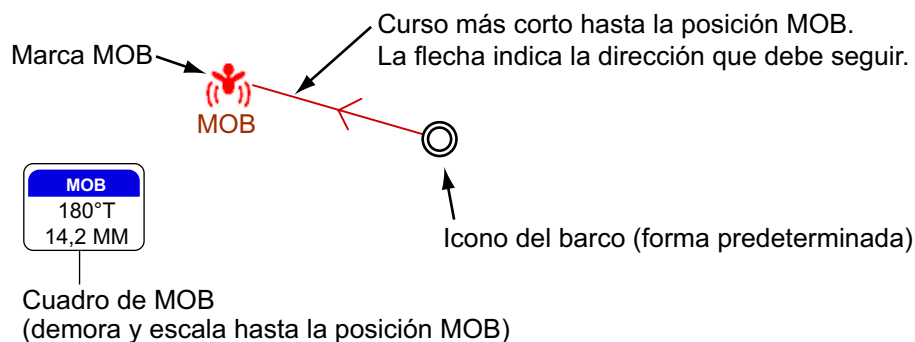 Curso más corto hasta la posición MOB.
La flecha indica la dirección que debe seguir.
Marca MOB
MOB
MOB
180°T
14,2 MM
Icono del barco (forma predeterminada)
Cuadro de MOB
(demora y escala hasta la posición MOB)